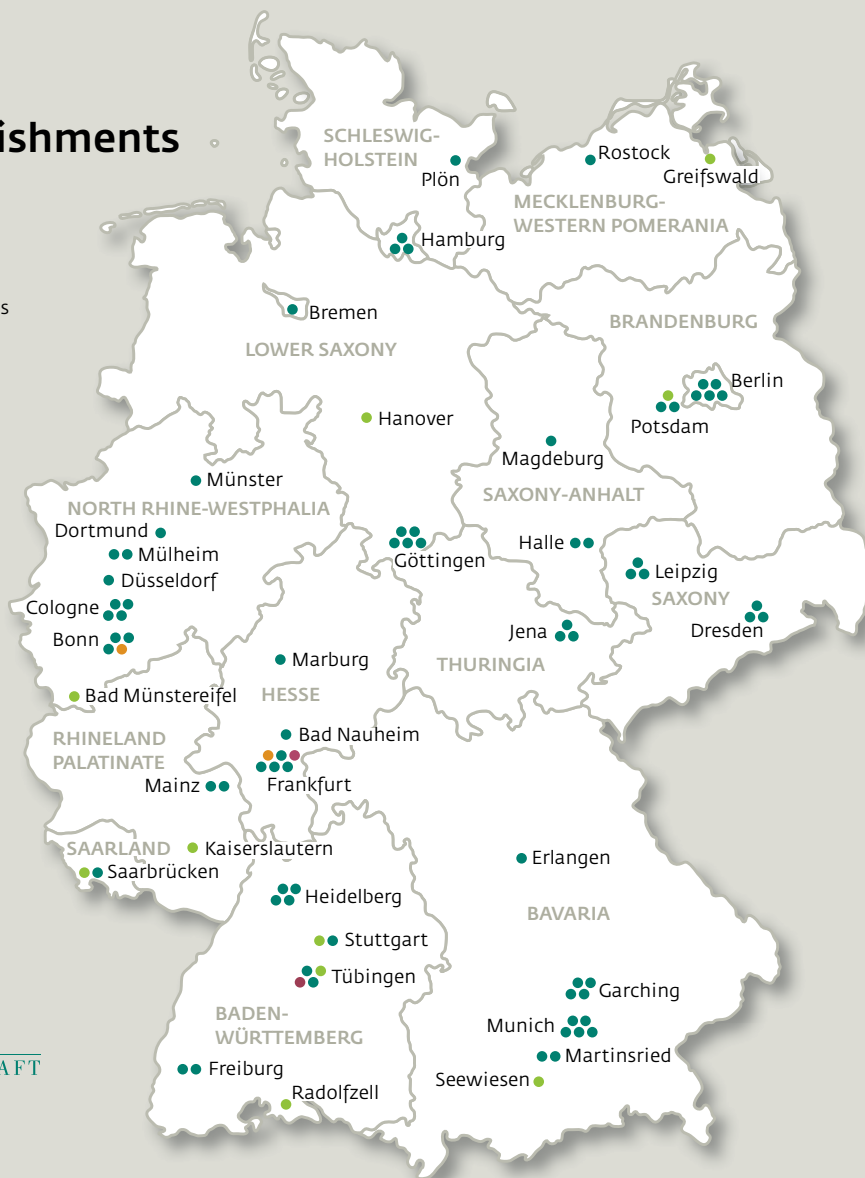 ishments
SCHLESWIG-
HOLSTEIN
Plön
Rostock
Greifswald
MECKLENBURG-
WESTERN POMERANIA
Hamburg
s
Bremen
LOWER SAXONY
BRANDENBURG
Berlin
Potsdam
Hanover
Magdeburg
SAXONY-ANHALT
Münster
NORTH RHINE-WESTPHALIA
Dortmund
Mülheim
Düsseldorf
Cologne
Bonn
Göttingen
Halle
Leipzig
SAXONY
Dresden
Jena
THURINGIA
Marburg
HESSE
Bad Münstereifel
Bad Nauheim
RHINELAND
PALATINATE
Mainz
Frankfurt
SAARLAND
Kaiserslautern
Saarbrücken
Erlangen
Heidelberg
BAVARIA
Stuttgart
Tübingen
Garching
BADEN-
WÜRTTEMBERG
Munich
Martinsried
Seewiesen
AFT
Freiburg
Radolfzell